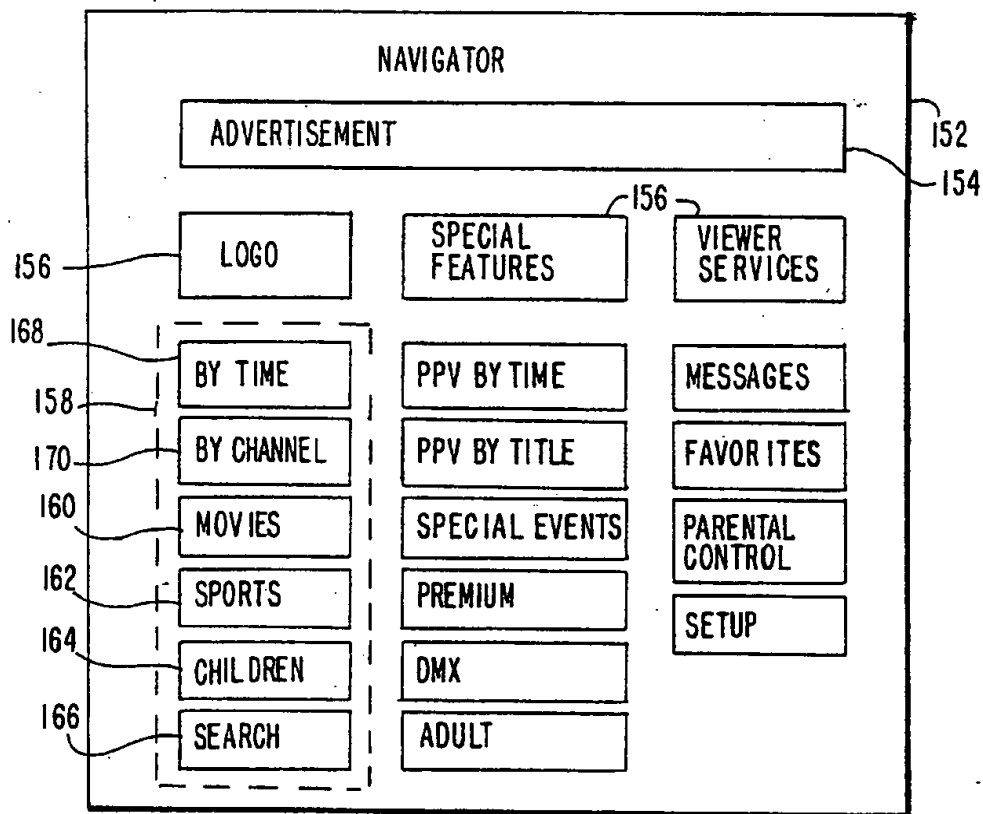 NAVIGATOR
ADVERTISEMENT
152
154
156
156
LOGO
SPECIAL
FEATURES
VIEWER
SERVICES
168
158
170
160
162
164
166
BY TIME
BY CHANNEL
MOVIES
SPORTS
CHILDREN
SEARCH
PPV BY TIME
PPV BY TITLE
SPECIAL EVENTS
PREMIUM
DMX
ADULT
MESSAGES
FAVORITES
PARENTAL
CONTROL
SETUP